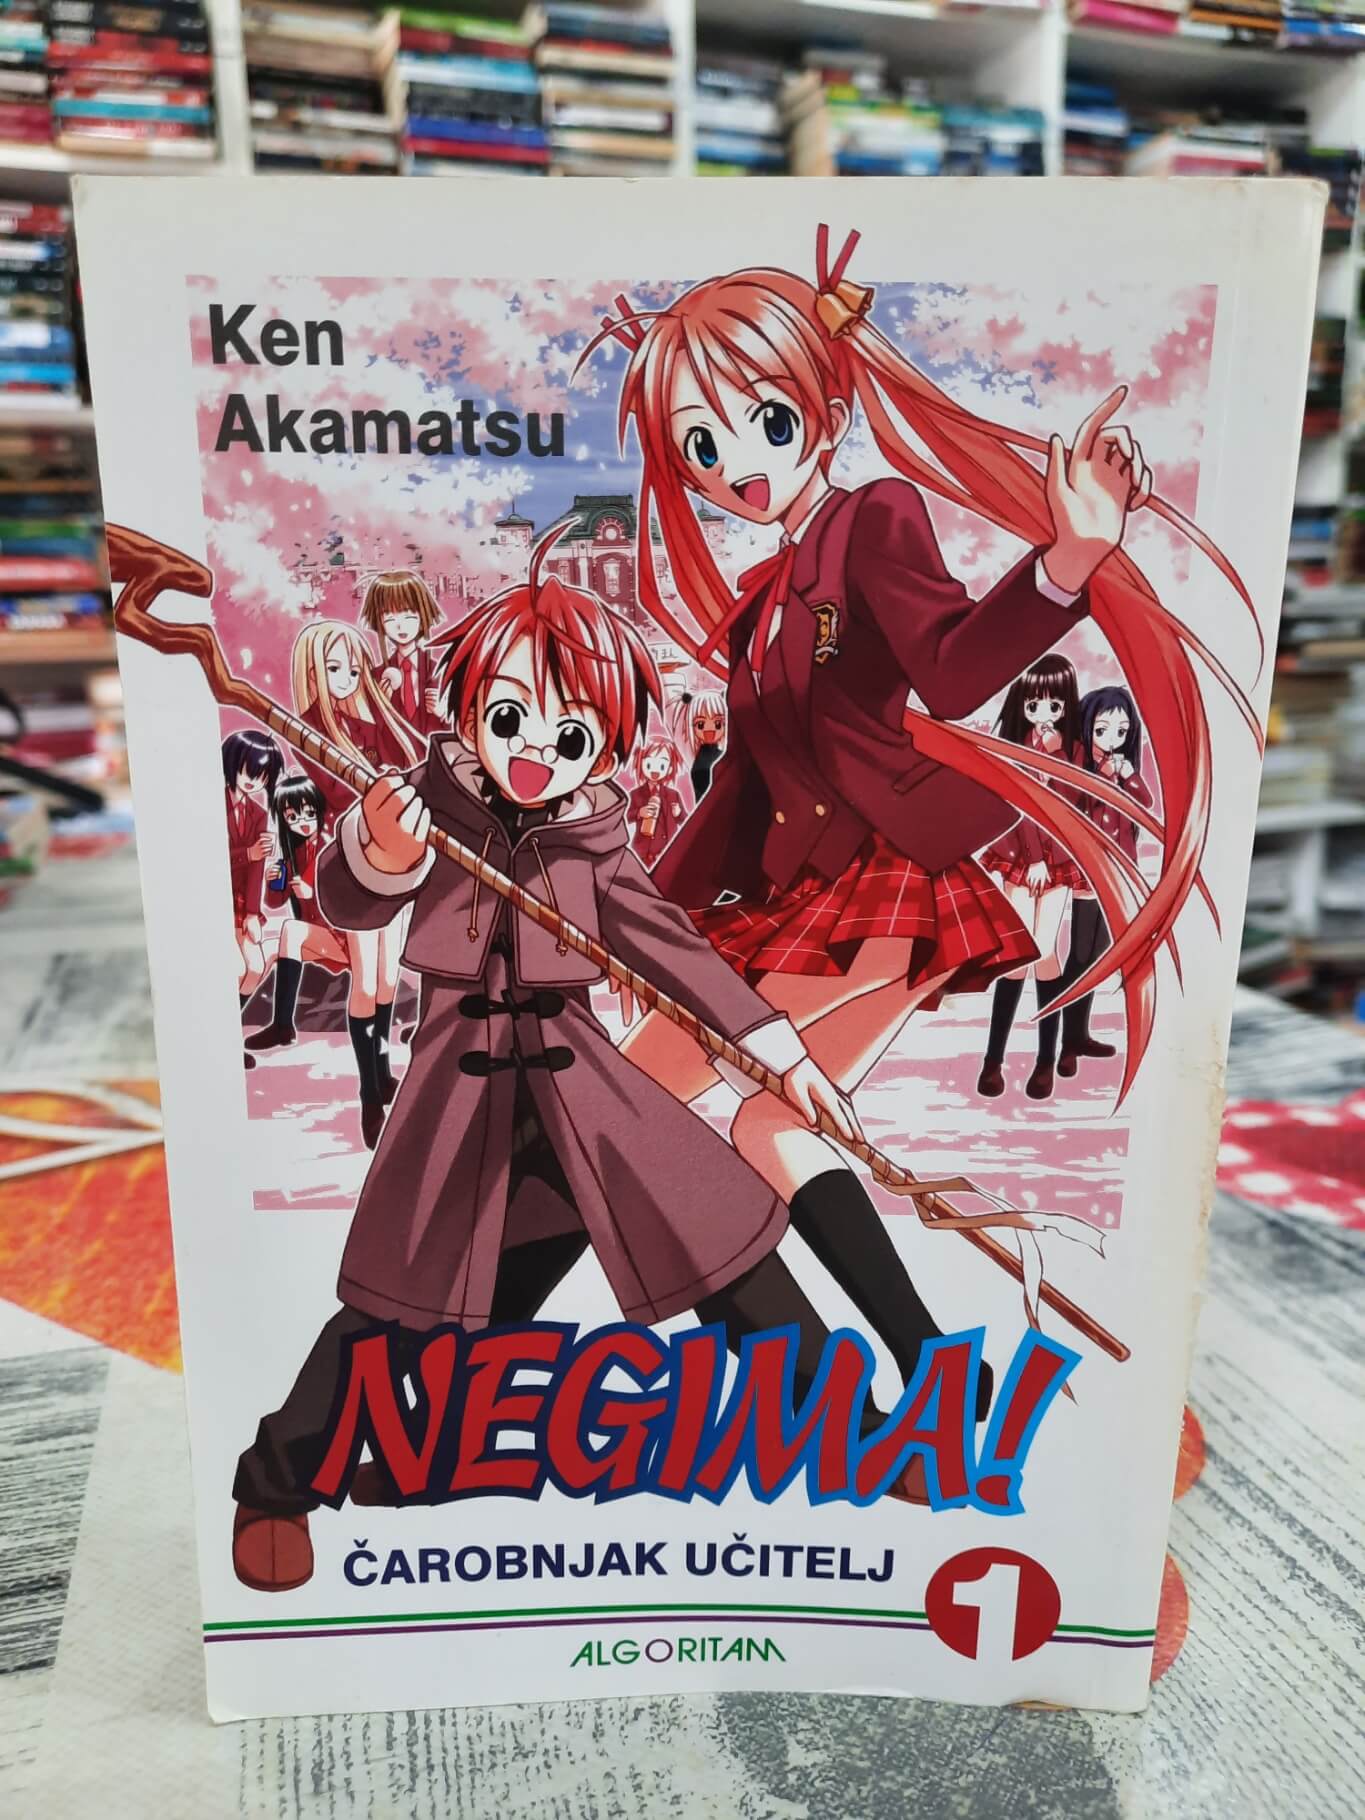 Ken
Akamatsu
NEGIMA!
ČAROBNJAK UČITELJ
1
ALGORITAM